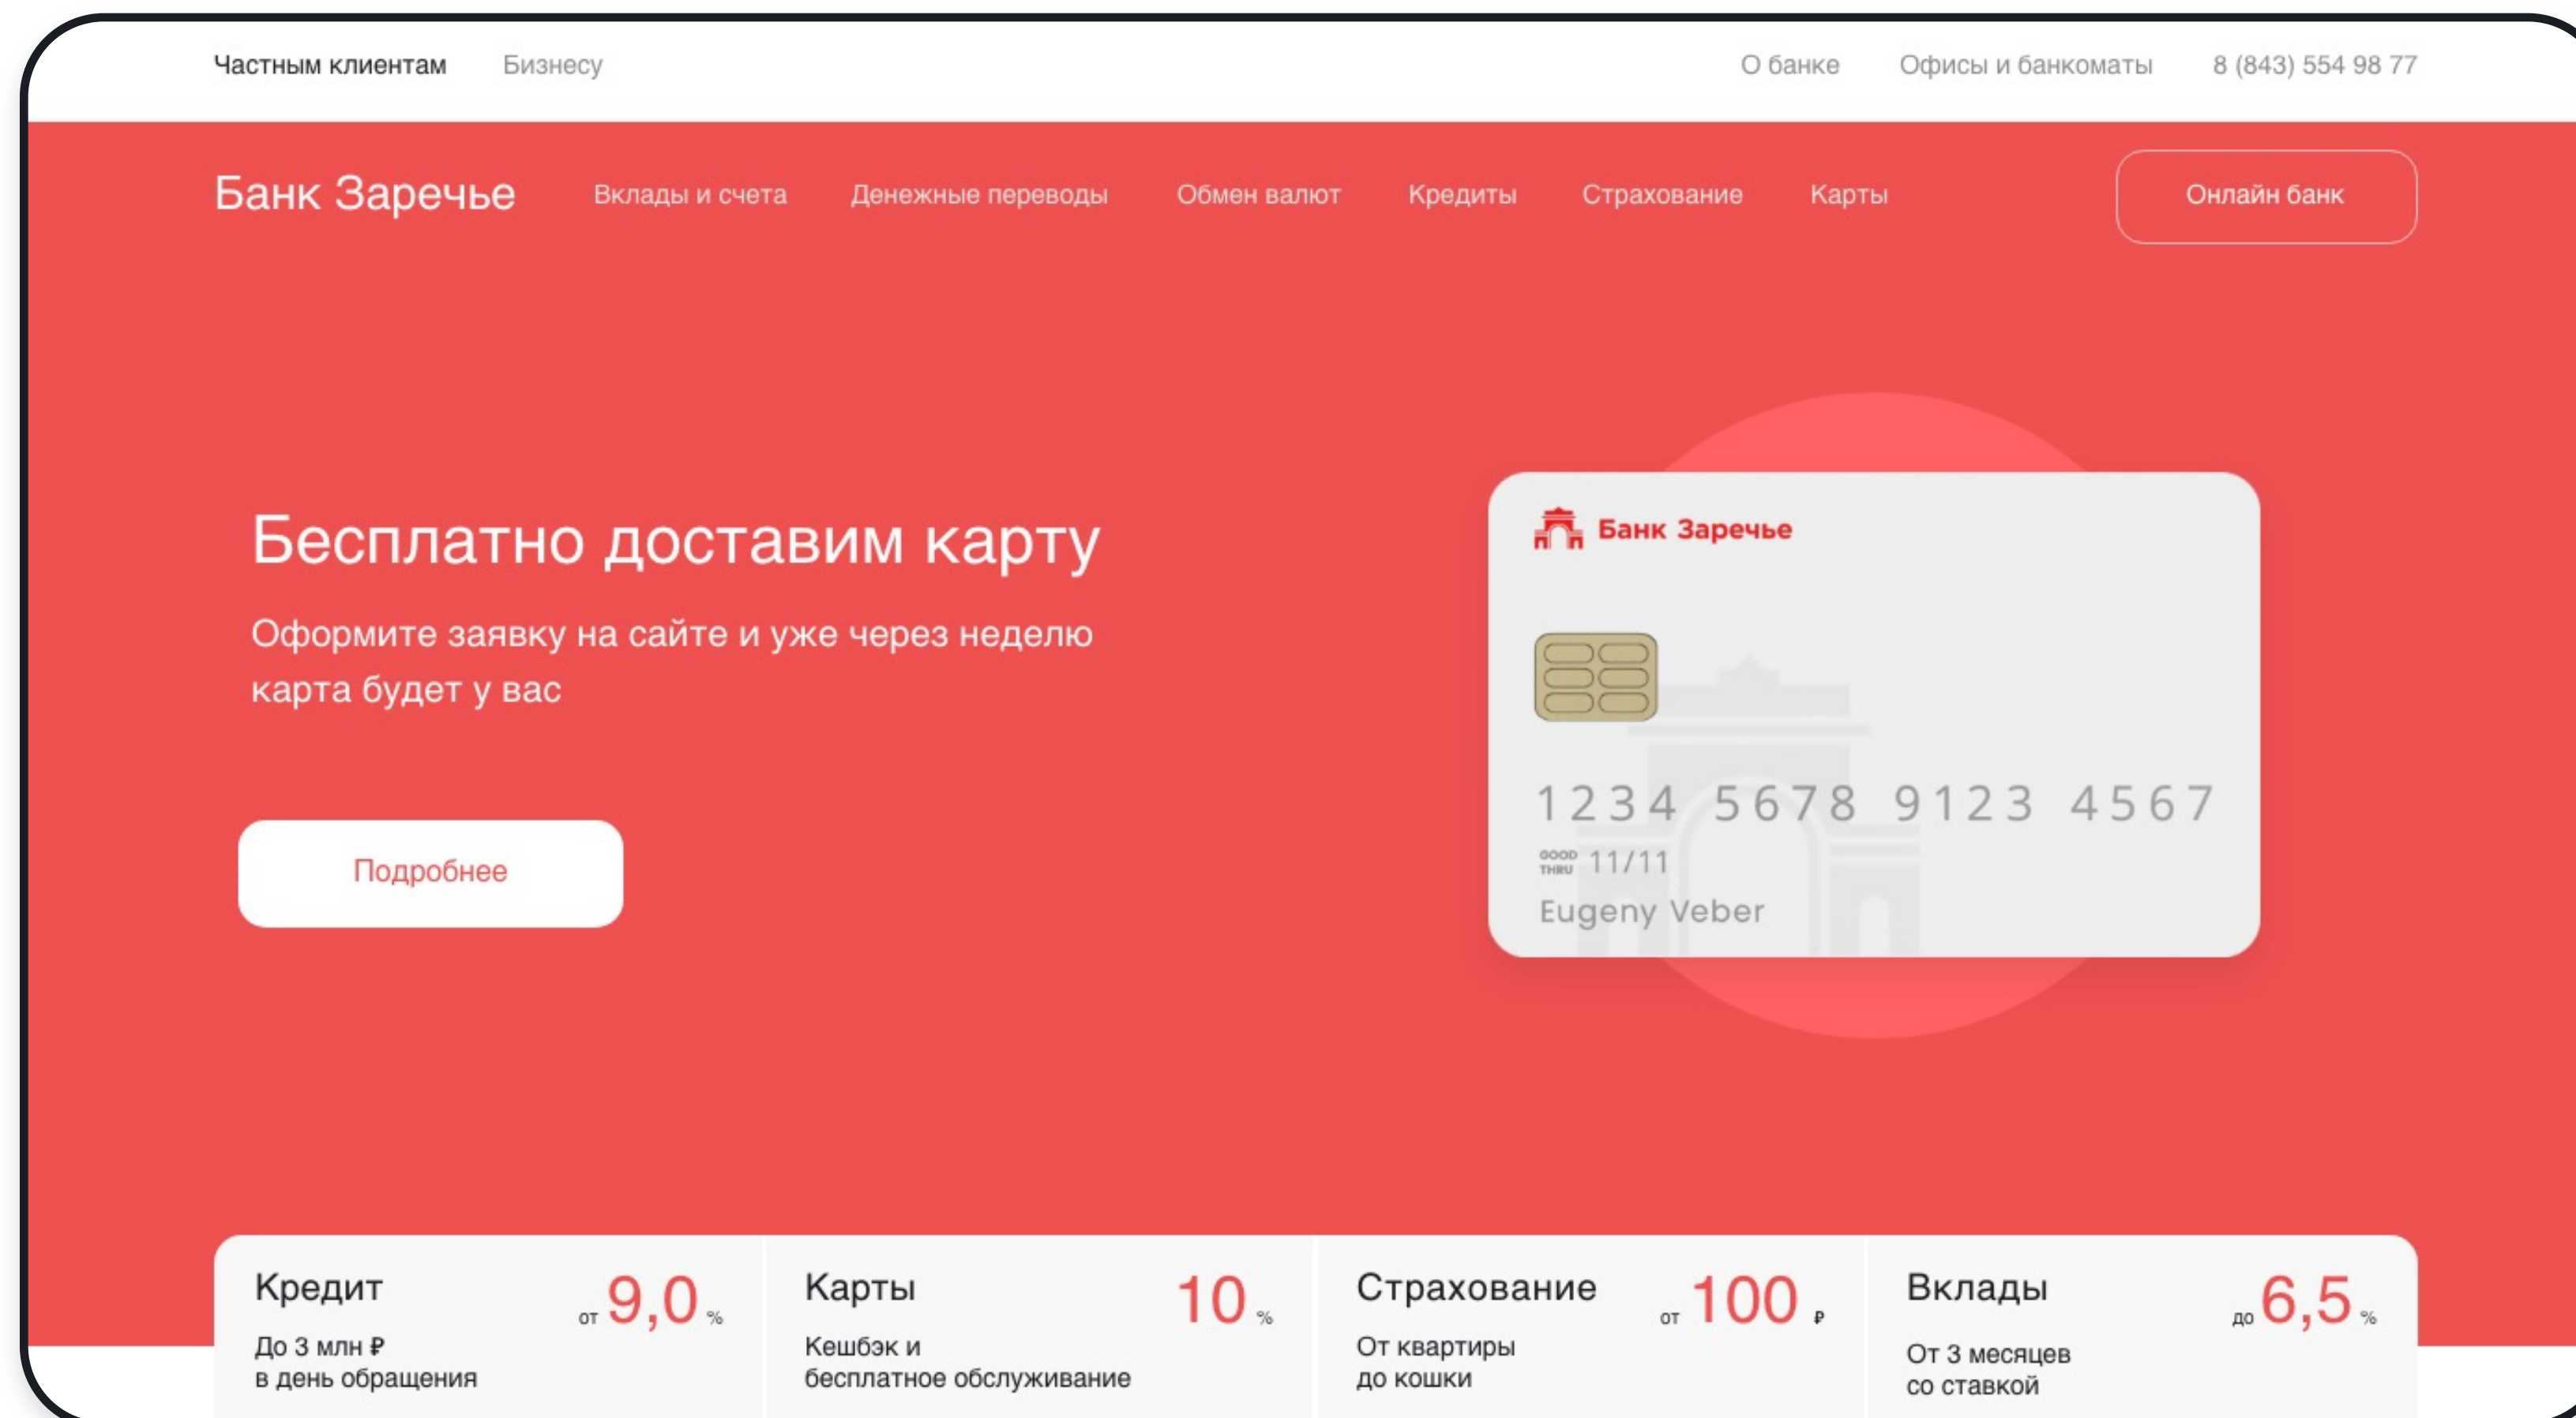 Частным клиентам Бизнесу О банке Офисы и банкоматы 8 (843) 554 98 77
Банк Заречье Вклады и счета Денежные переводы Обмен валют Кредиты Страхование Карты Онлайн банк
Бесплатно доставим карту
Оформите заявку на сайте и уже через неделю
карта будет у вас
Подробнее
Банк Заречье
1234 5678 9123 4567
GOOD
THRU 11/11
Eugeny Veber
Кредит от 9,0 %
До 3 млн ₽
в день обращения
Карты 10 %
Кешбэк и
бесплатное обслуживание
Страхование от 100 ₽
От квартиры
до кошки
Вклады до 6,5 %
От 3 месяцев
со ставкой